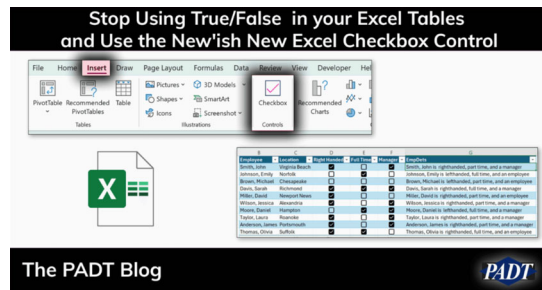 Stop Using True/False in your Excel Tables
and Use the New'ish New Excel Checkbox Control
File Home Insert Draw Page Layout Formulas Data Review View Developer Hel
PivotTable Recommended PivotTables Table
Tables
Pictures
Shapes
Icons
3D Models
SmartArt
Screenshot
Illustrations
Checkbox
Controls
Recommended Charts
B C D E F G
Employee Location Right Handed Full Time Manager EmpDets
Smith, John Virginia Beach Smith, John is righthanded, part time, and a manager
Johnson, Emily Norfolk Johnson, Emily is lefthanded, full time, and an employee
Brown, Michael Chesapeake Brown, Michael is lefthanded, part time, and an employee
Davis, Sarah Richmond Davis, Sarah is righthanded, full time, and a manager
Miller, David Newport News Miller, David is righthanded, part time, and an employee
Wilson, Jessica Alexandria Wilson, Jessica is righthanded, part time, and a manager
Moore, Daniel Hampton Moore, Daniel is lefthanded, full time, and a manager
Taylor, Laura Roanoke Taylor, Laura is righthanded, part time, and a manager
Anderson, James Portsmouth Anderson, James is righthanded, full time, and a manager
Thomas, Olivia Suffolk Thomas, Olivia is righthanded, full time, and an employee
X
The PADT Blog
PADT